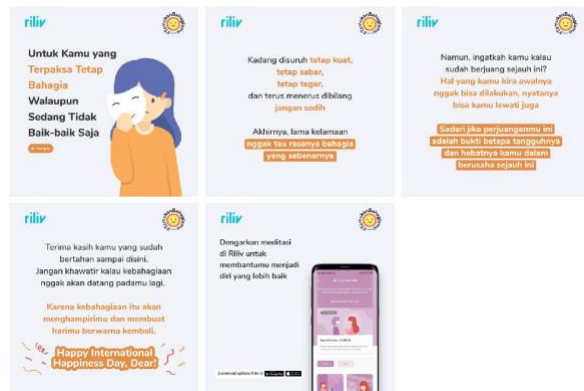 riliv
Untuk Kamu yang
Terpaksa Tetap
Bahagia
Walaupun
Sedang Tidak
Baik-baik Saja
riliv
Kadang disuruh tetap kuat,
tetap sabar,
tetap tegar,
dan terus menerus dibilang
jangan sedih
Akhirnya, lama kelamaan
nggak tau rasanya bahagia
yang sebenarnya
riliv
Namun, ingatkah kamu kalau
sudah berjuang sejauh ini?
Hal yang kamu kira awalnya
nggak bisa dilakukan, nyatanya
bisa kamu lewati juga
Sadari jika perjuanganmu ini
adalah bukti betapa tangguhnya
dan hebatnya kamu dalam
berusaha sejauh ini
riliv
Terima kasih kamu yang sudah
bertahan sampai disini.
Jangan khawatir kalau kebahagiaan
nggak akan datang padamu lagi.
Karena kebahagiaan itu akan
menghampirimu dan membuat
harimu berwarna kembali.
Happy International
Happiness Day, Dear!
riliv
Dengarkan meditasi
di Riliv untuk
membantumu menjadi
diri yang lebih baik